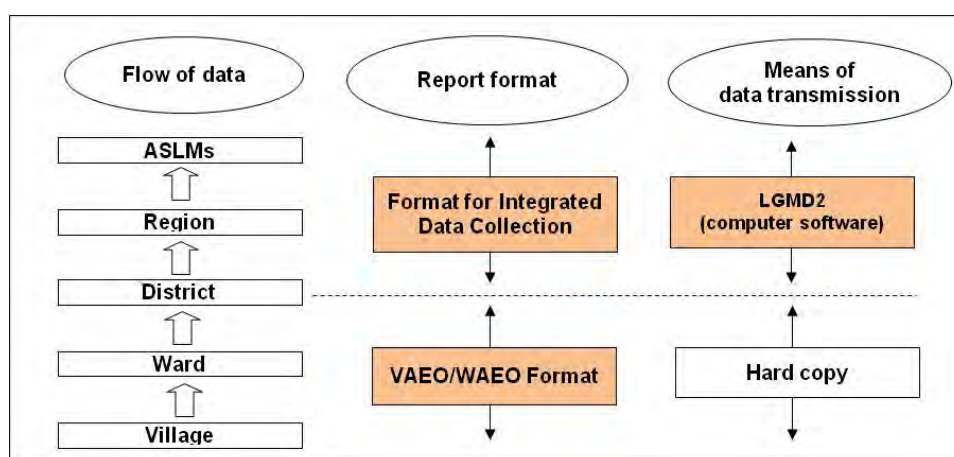 Flow of data
Report format
Means of
data transmission
ASLMs
Region
District
Ward
Village
Format for Integrated
Data Collection
VAEO/WAEO Format
LGMD2
(computer software)
Hard copy